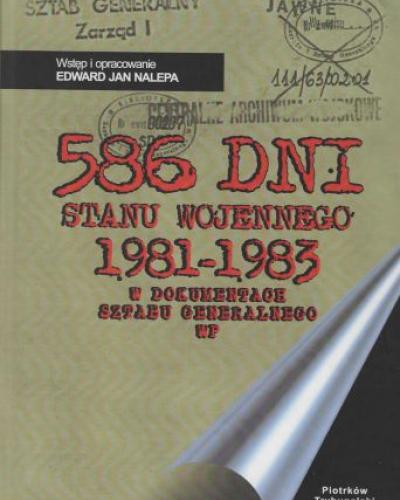 SZTAB GENERALNY
Zarząd I
JAWNE
Wstęp i opracowanie
EDWARD JAN NALEPA
111/63/0201
CENTRALNE ARCHIWUM WOJSKOWE
586 DNI
STANU WOJENNEGO
1981-1983
W DOKUMENTACH
SZTABU GENERALNEGO
WP
Piotrków